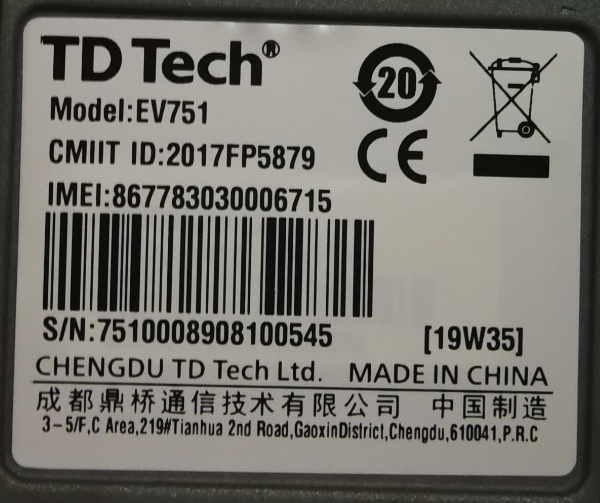 TD Tech®
20
Model:EV751
CMIIT ID:2017FP5879
CE
IMEI:867783030006715
S/N:7510008908100545 [19W35]
CHENGDU TD Tech Ltd. MADE IN CHINA
成都鼎桥通信技术有限公司 中国制造
3-5/F,C Area,219#Tianhua 2nd Road,GaoxinDistrict,Chengdu,610041,P.R.C